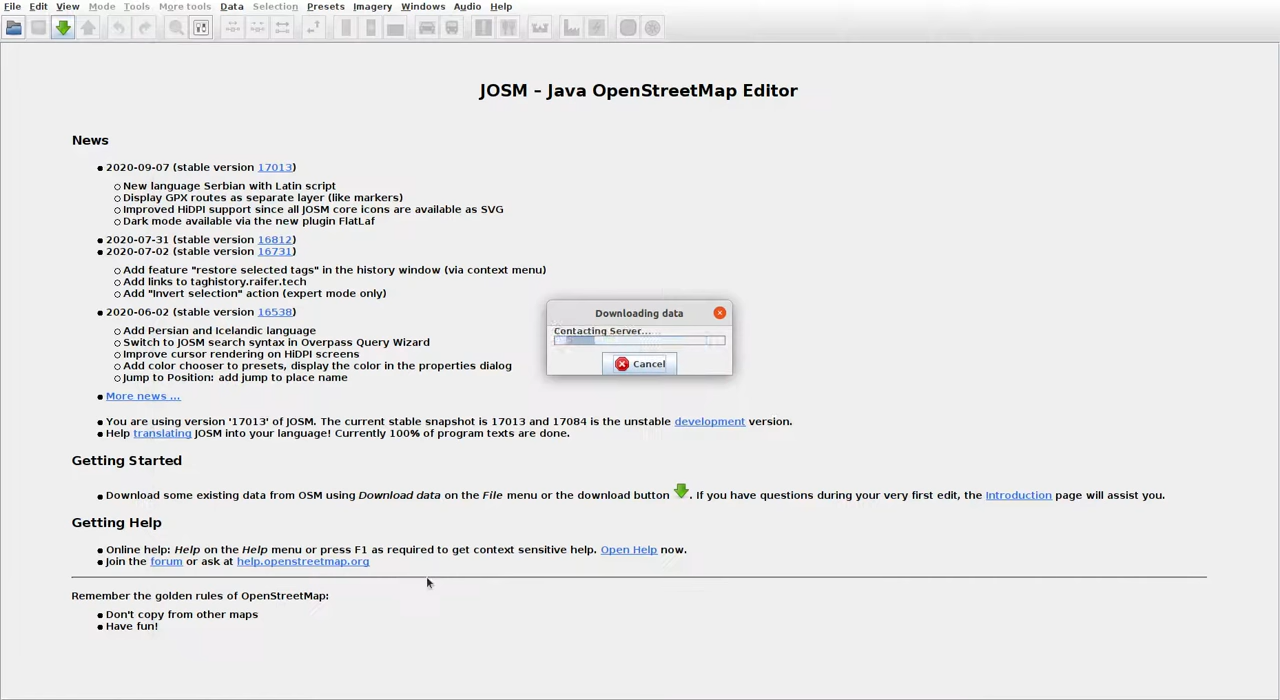 File Edit View Mode Tools More tools Data Selection Presets Imagery Windows Audio Help
JOSM – Java OpenStreetMap Editor
News
2020-09-07 (stable version 17013)
New language Serbian with Latin script
Display GPX routes as separate layer (like markers)
Improved HiDPI support since all JOSM core icons are available as SVG
Dark mode available via the new plugin FlatLaf
2020-07-31 (stable version 16812)
2020-07-02 (stable version 16731)
Add feature "restore selected tags" in the history window (via context menu)
Add links to taghistory.raifer.tech
Add "Invert selection" action (expert mode only)
2020-06-02 (stable version 16538)
Add Persian and Icelandic language
Switch to JOSM search syntax in Overpass Query Wizard
Improve cursor rendering on HiDPI screens
Add color chooser to presets, display the color in the properties dialog
Jump to Position: add jump to place name
More news ...
Downloading data
Contacting Server...
Cancel
You are using version '17013' of JOSM. The current stable snapshot is 17013 and 17084 is the unstable development version.
Help translating JOSM into your language! Currently 100% of program texts are done.
Getting Started
Download some existing data from OSM using Download data on the File menu or the download button . If you have questions during your very first edit, the Introduction page will assist you.
Getting Help
Online help: Help on the Help menu or press F1 as required to get context sensitive help. Open Help now.
Join the forum or ask at help.openstreetmap.org
Remember the golden rules of OpenStreetMap:
Don't copy from other maps
Have fun!